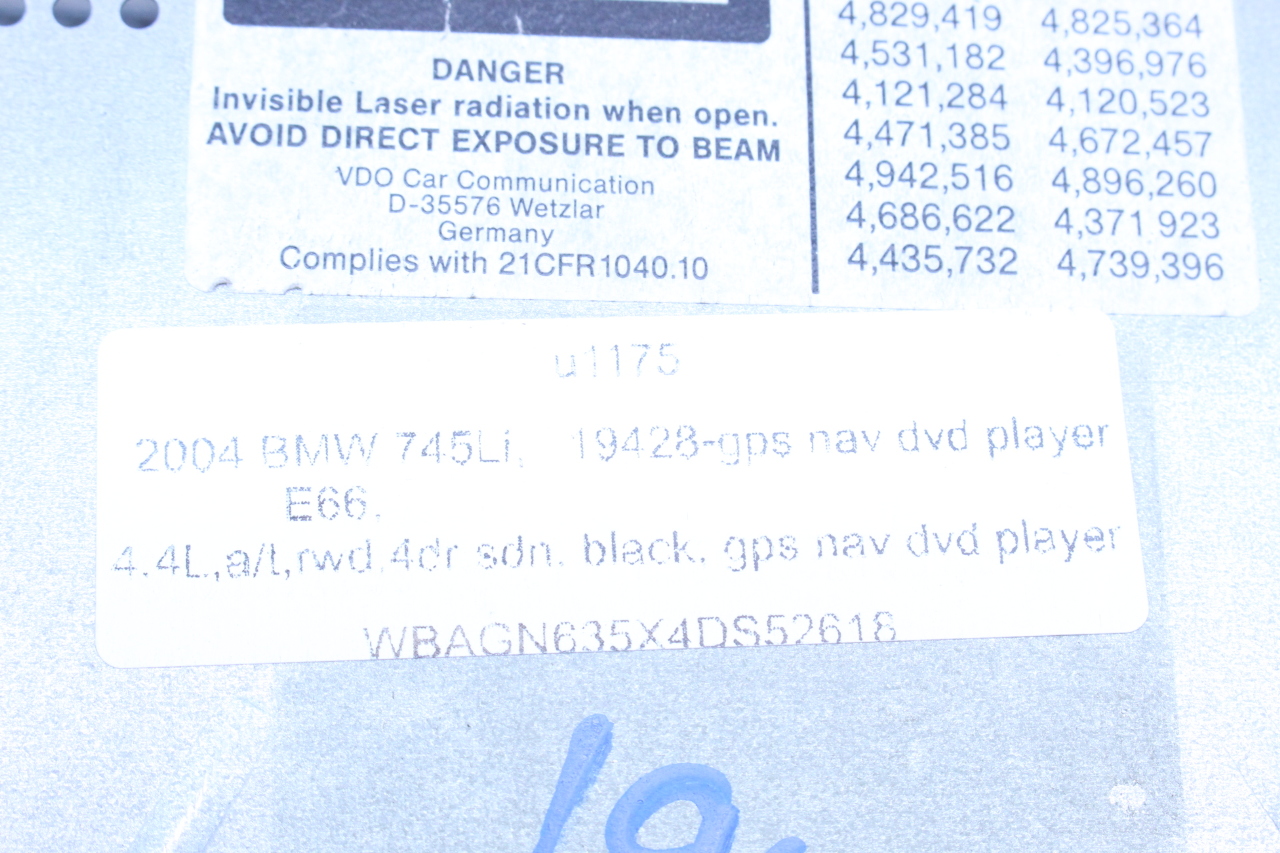 DANGER
Invisible Laser radiation when open.
AVOID DIRECT EXPOSURE TO BEAM
VDO Car Communication
D-35576 Wetzlar
Germany
Complies with 21CFR1040.10
4,829,419 4,825,364
4,531,182 4,396,976
4,121,284 4,120,523
4,471,385 4,672,457
4,942,516 4,896,260
4,686,622 4,371.923
4,435,732 4,739,396
u1175
2004 BMW 745Li, 19428-gps nav dvd player
E66.
4.4L,a/t,rwd,4dr sdn. black. gps nav dvd player
WBAGN635X4DS52618